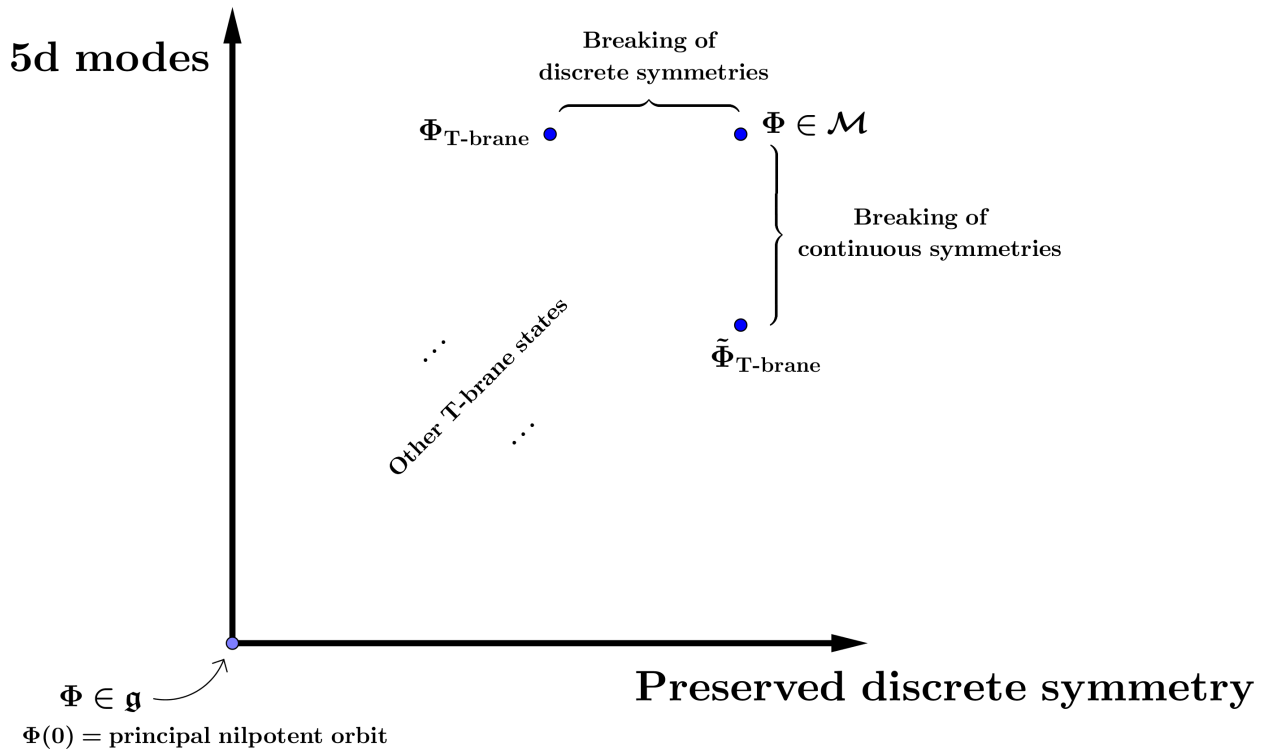 5d modes
Breaking of
discrete symmetries
Φ_T-brane
Φ ∈ ℳ
Breaking of
continuous symmetries
Φ̃_T-brane
...
Other T-brane states
...
Preserved discrete symmetry
Φ ∈ 𝔤
Φ(0) = principal nilpotent orbit